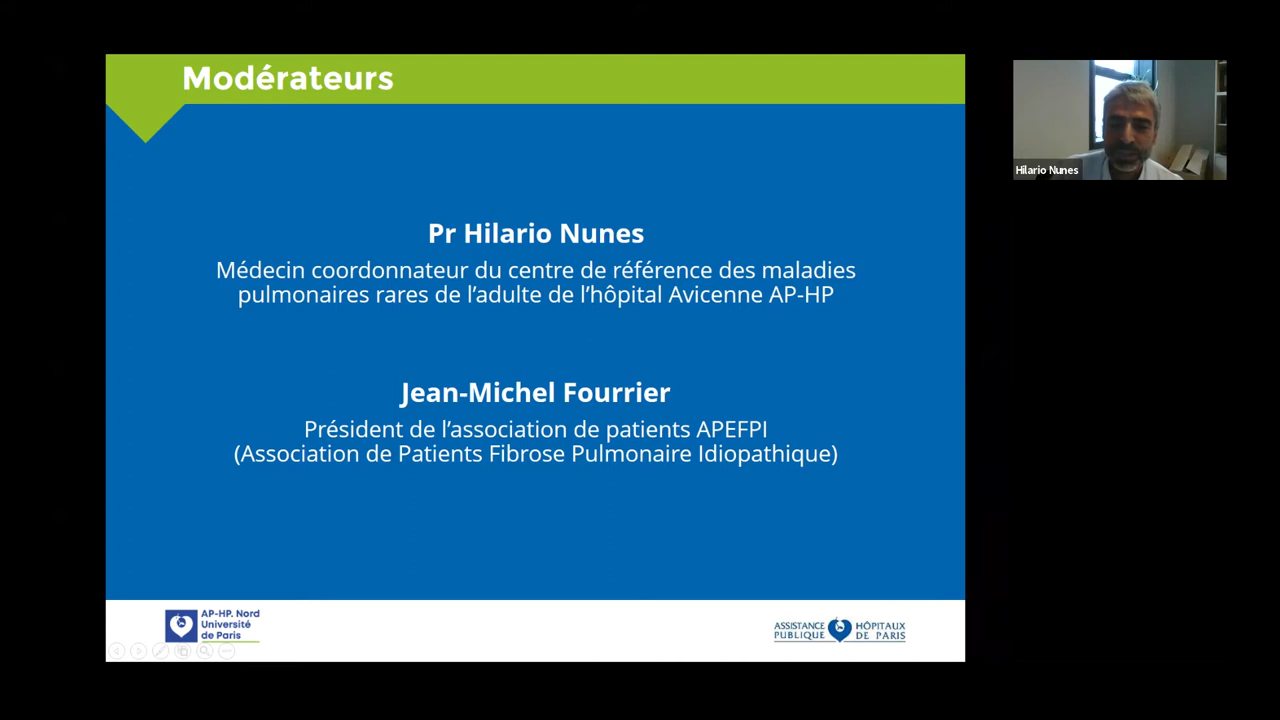 Modérateurs
Pr Hilario Nunes
Médecin coordonnateur du centre de référence des maladies
pulmonaires rares de l’adulte de l’hôpital Avicenne AP-HP
Jean-Michel Fourrier
Président de l’association de patients APEFPI
(Association de Patients Fibrose Pulmonaire Idiopathique)
AP-HP. Nord
Université
de Paris
ASSISTANCE HÔPITAUX
PUBLIQUE DE PARIS
Hilario Nunes